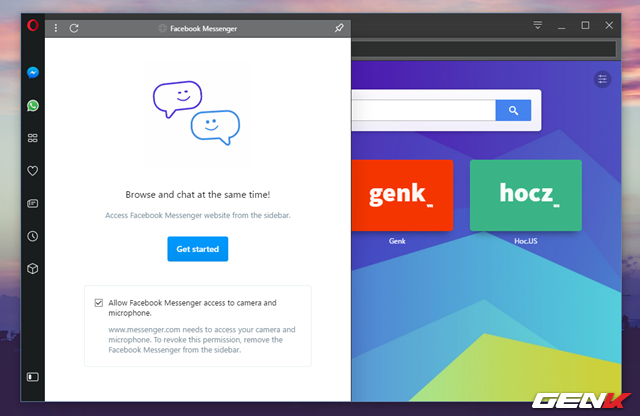 Facebook Messenger
Browse and chat at the same time!
Access Facebook Messenger website from the sidebar.
Get started
Allow Facebook Messenger access to camera and
microphone.
www.messenger.com needs to access your camera and
microphone. To revoke this permission, remove the
Facebook Messenger from the sidebar.
genk
Genk
hocz
Hoc.US
GENK